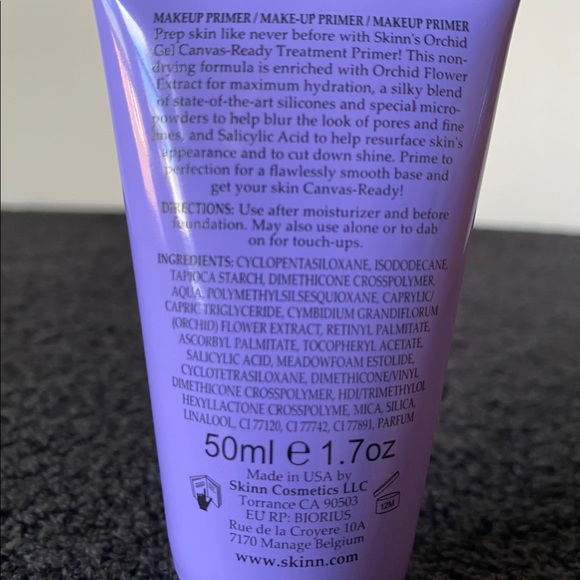 MAKEUP PRIMER / MAKE-UP PRIMER / MAKEUP PRIMER
Prep skin like never before with Skinn's Orchid
Gel Canvas-Ready Treatment Primer! This non-
drying formula is enriched with Orchid Flower
Extract for maximum hydration, a silky blend
of state-of-the-art silicones and special micro-
powders to help blur the look of pores and fine
lines, and Salicylic Acid to help resurface skin's
appearance and to cut down shine. Prime to
perfection for a flawlessly smooth base and
get your skin Canvas-Ready!
DIRECTIONS: Use after moisturizer and before
foundation. May also use alone or to dab
on for touch-ups.
INGREDIENTS: CYCLOPENTASILOXANE, ISODODECANE,
TAPIOCA STARCH, DIMETHICONE CROSSPOLYMER,
AQUA, POLYMETHYLSILSESQUIOXANE, CAPRYLIC/
CAPRIC TRIGLYCERIDE, CYMBIDIUM GRANDIFLORUM
(ORCHID) FLOWER EXTRACT, RETINYL PALMITATE,
ASCORBYL PALMITATE, TOCOPHERYL ACETATE,
SALICYLIC ACID, MEADOWFOAM ESTOLIDE,
CYCLOTETRASILOXANE, DIMETHICONE/VINYL
DIMETHICONE CROSSPOLYMER, HDI/TRIMETHYLOL
HEXYLLACTONE CROSSPOLYME, MICA, SILICA,
LINALOOL, CI 77120, CI 77742, CI 77891, PARFUM
50ml e 1.7oz
Made in USA by
Skinn Cosmetics LLC
Torrance CA 90503
EU RP: BIORIUS
Rue de la Croyere 10A
7170 Manage Belgium
www.skinn.com
12M